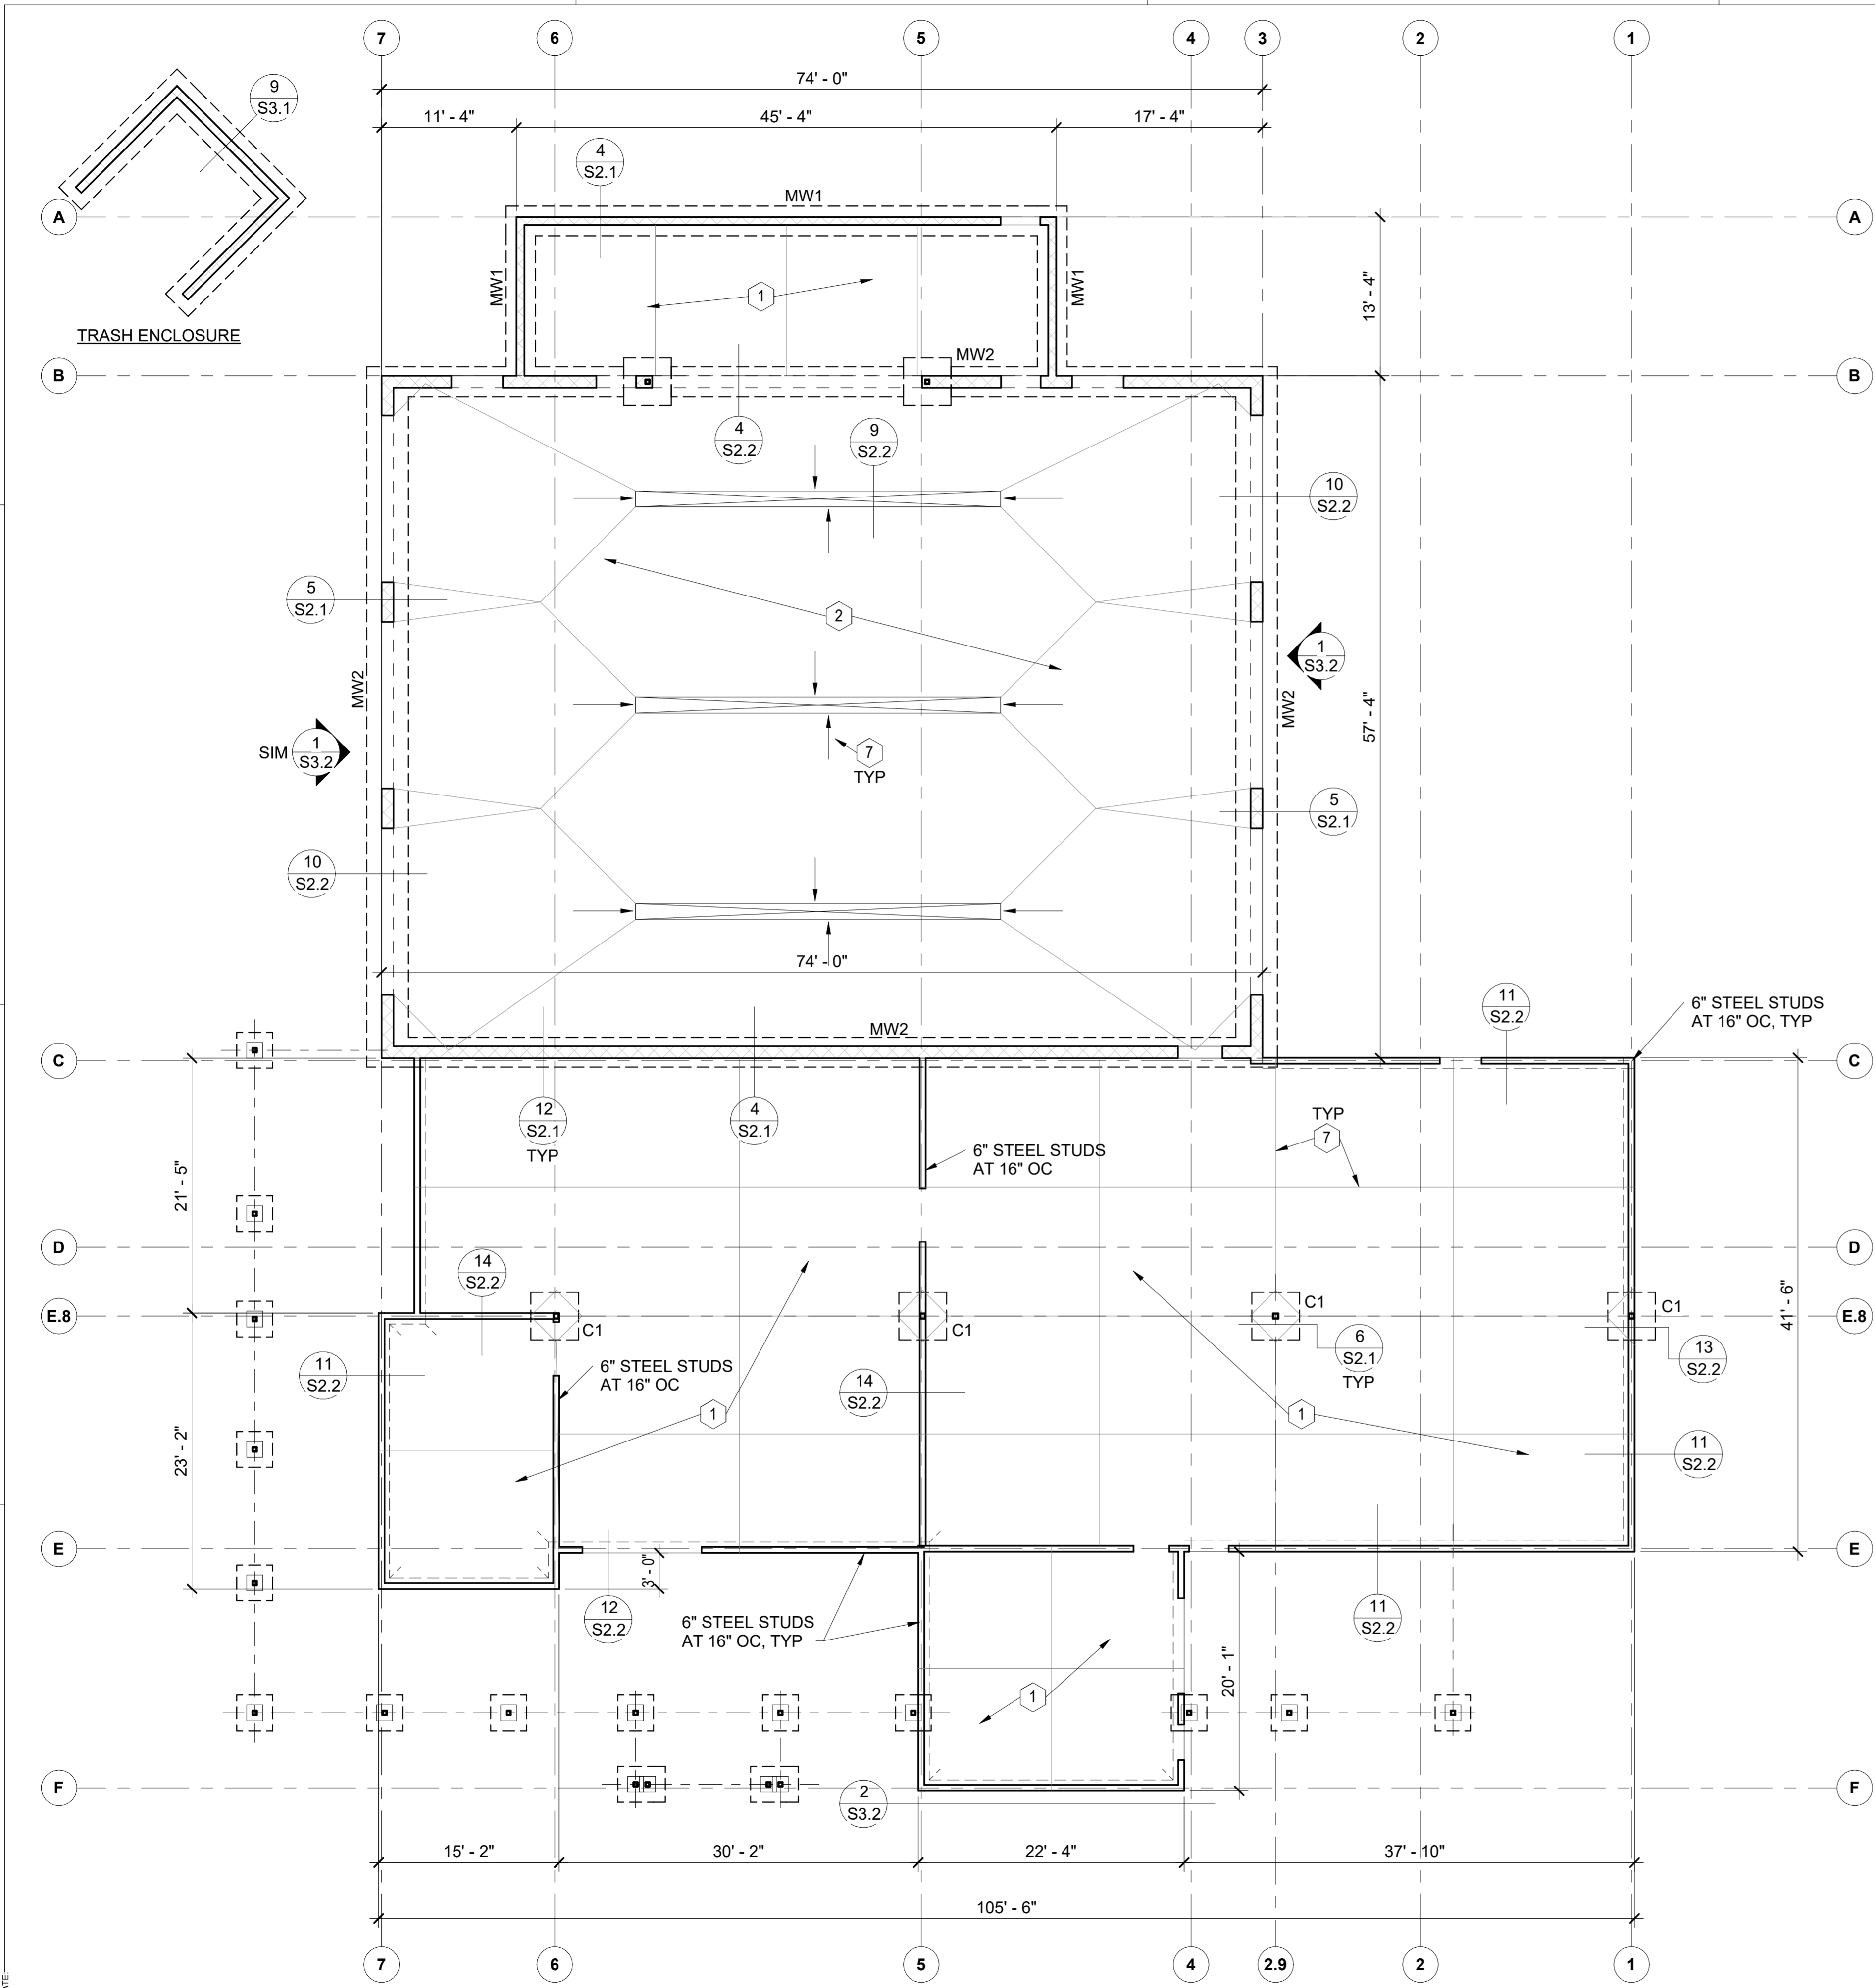 7 6 5 4 3 2 1
74' - 0"
11' - 4" 45' - 4" 17' - 4"
9
S3.1
4
S2.1
MW1
A A
MW1 MW1
13' - 4"
1
TRASH ENCLOSURE
MW2
B B
4
S2.2
9
S2.2
10
S2.2
5
S2.1
2
MW2
1
S3.2
MW2
57' - 4"
SIM
1
S3.2
7
TYP
5
S2.1
10
S2.2
74' - 0"
MW2
11
S2.2
6" STEEL STUDS
AT 16" OC, TYP
C C
12
S2.1
TYP
4
S2.1
TYP
7
6" STEEL STUDS
AT 16" OC
21' - 5"
D D
14
S2.2
E.8 E.8
C1 C1 C1 C1
41' - 6"
6
S2.1
TYP
13
S2.2
11
S2.2
6" STEEL STUDS
AT 16" OC
14
S2.2
1
1
23' - 2"
11
S2.2
E E
3' - 0"
12
S2.2
6" STEEL STUDS
AT 16" OC, TYP
11
S2.2
20' - 1"
1
F F
2
S3.2
15' - 2" 30' - 2" 22' - 4" 37' - 10"
105' - 6"
7 6 5 4 2.9 2 1